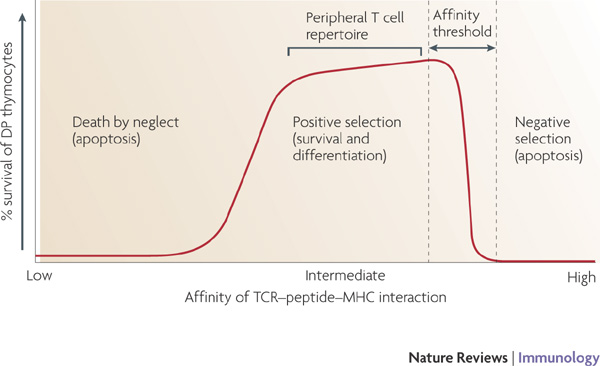 Peripheral T cell
repertoire
Affinity
threshold
% survival of DP thymocytes
Death by neglect
(apoptosis)
Positive selection
(survival and
differentiation)
Negative
selection
(apoptosis)
Low
Intermediate
High
Affinity of TCR–peptide–MHC interaction
Nature Reviews | Immunology